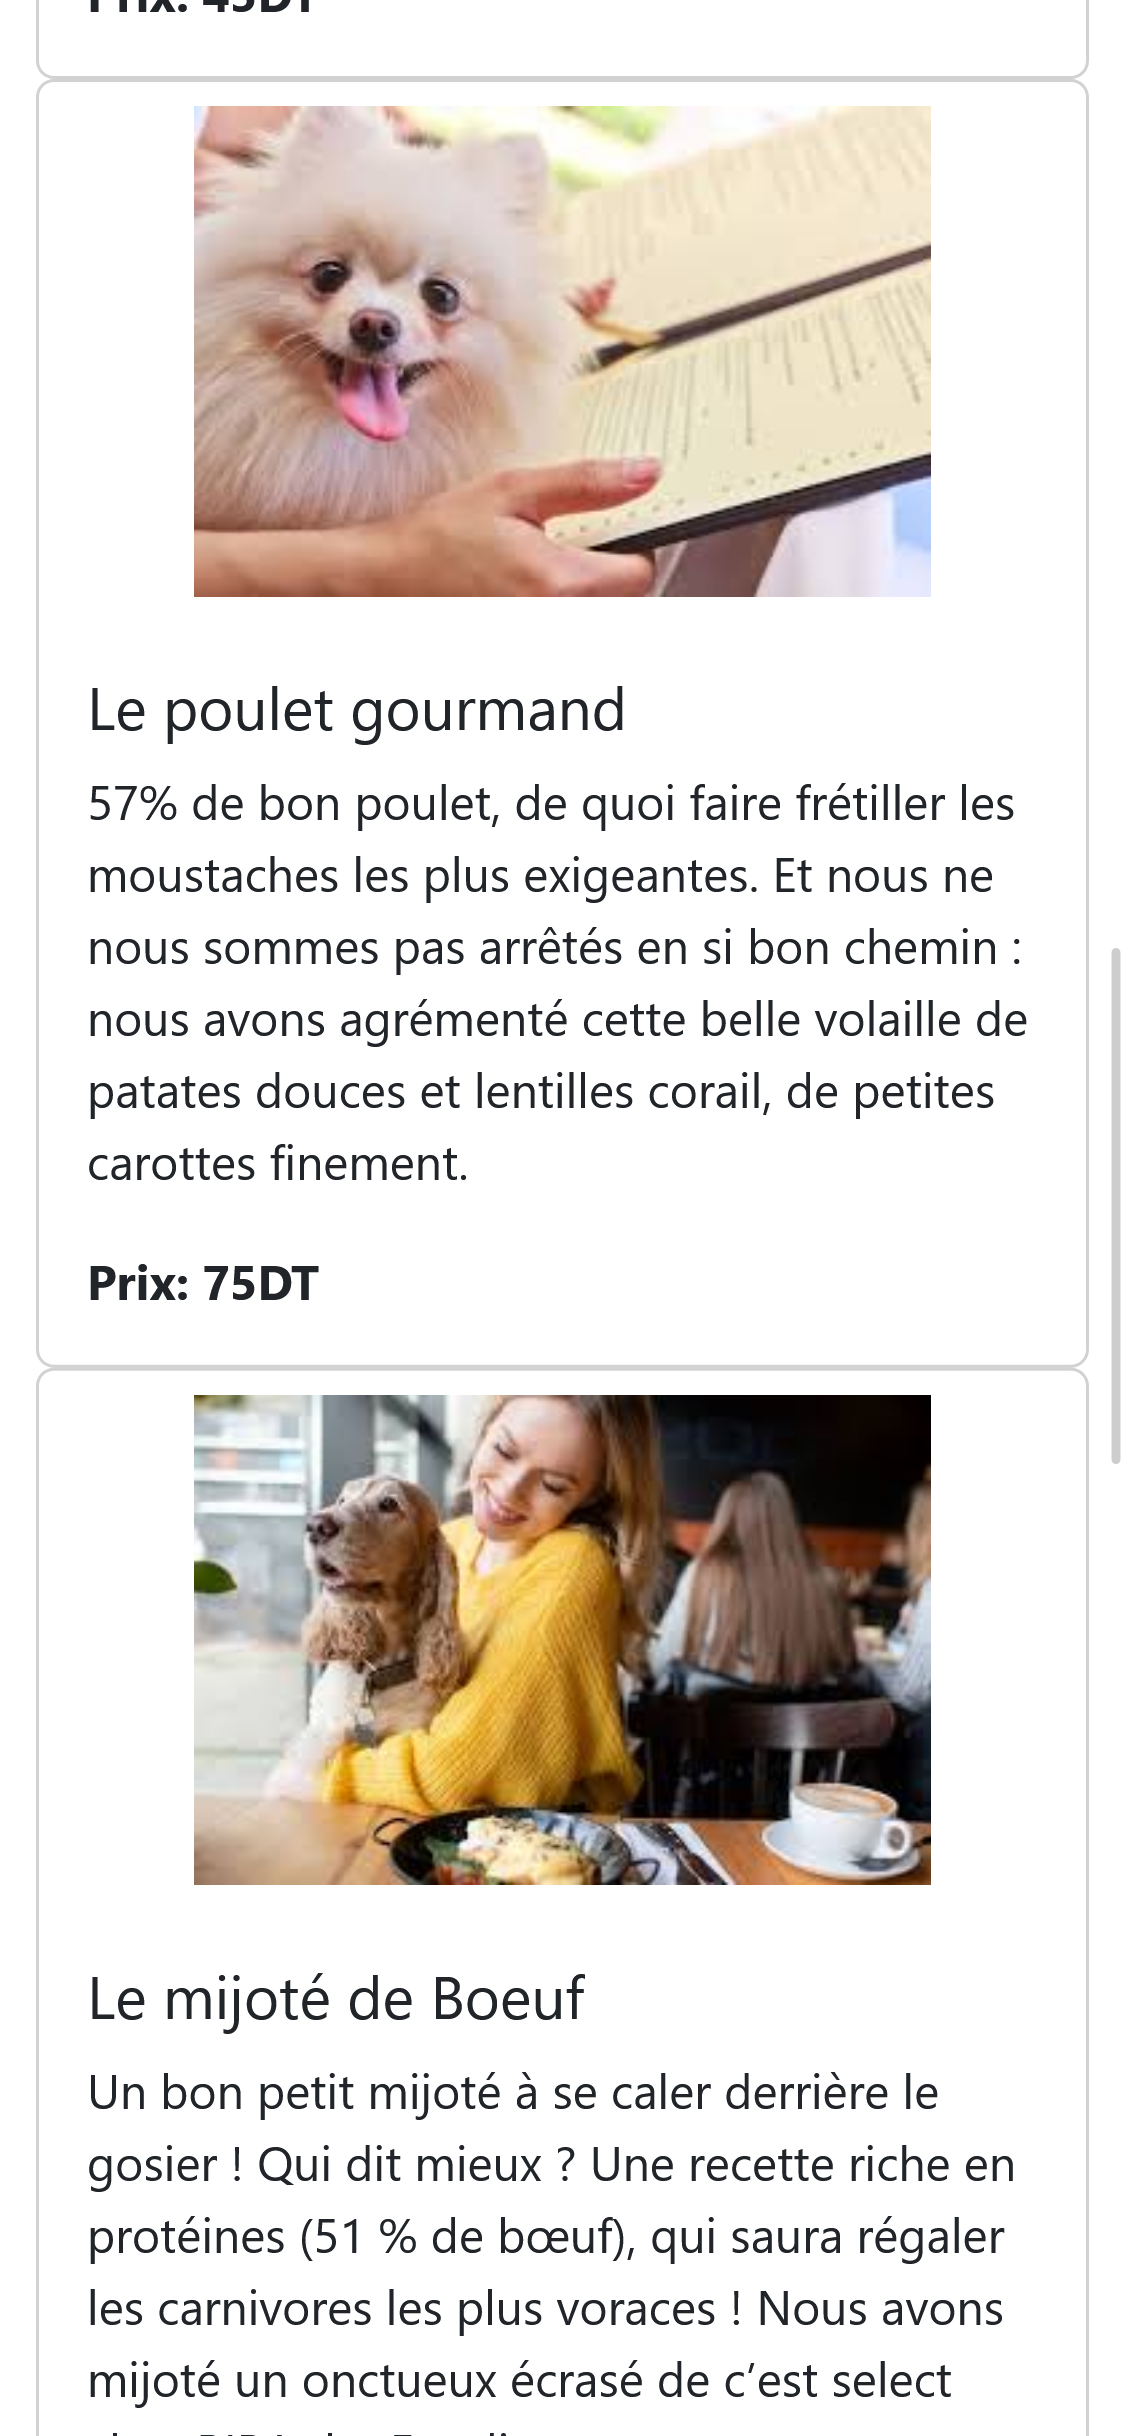 Prix: 45DT
Le poulet gourmand
57% de bon poulet, de quoi faire frétiller les
moustaches les plus exigeantes. Et nous ne
nous sommes pas arrêtés en si bon chemin :
nous avons agrémenté cette belle volaille de
patates douces et lentilles corail, de petites
carottes finement.
Prix: 75DT
Le mijoté de Boeuf
Un bon petit mijoté à se caler derrière le
gosier ! Qui dit mieux ? Une recette riche en
protéines (51 % de bœuf), qui saura régaler
les carnivores les plus voraces ! Nous avons
mijoté un onctueux écrasé de c’est select